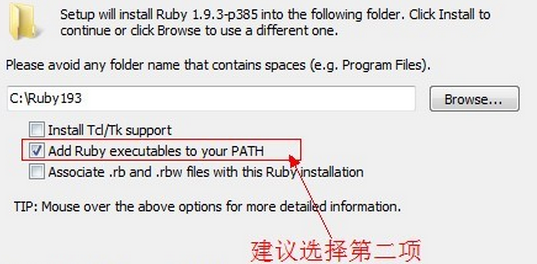 Setup will install Ruby 1.9.3-p385 into the following folder. Click Install to
continue or click Browse to use a different one.
Please avoid any folder name that contains spaces (e.g. Program Files).
C:\Ruby193
Browse...
Install Tcl/Tk support
Add Ruby executables to your PATH
Associate .rb and .rbw files with this Ruby installation
TIP: Mouse over the above options for more detailed information.
建议选择第二项